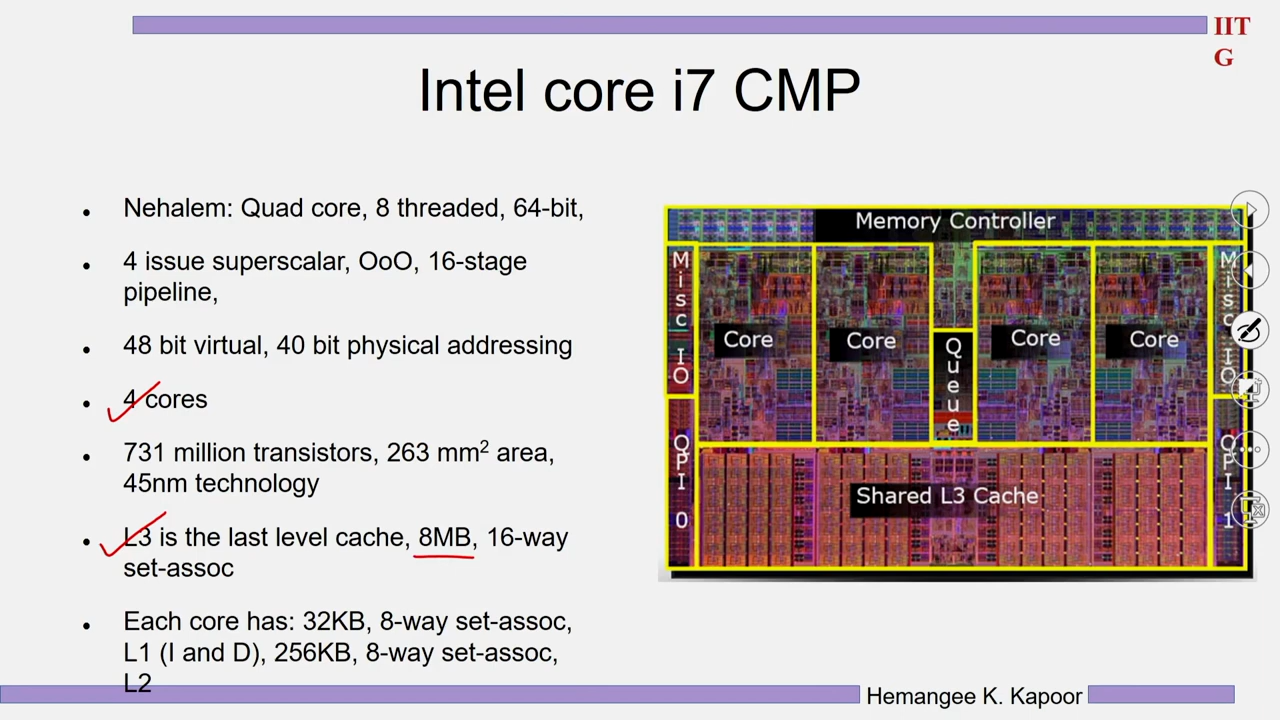 IIT
G
Intel core i7 CMP
• Nehalem: Quad core, 8 threaded, 64-bit,
• 4 issue superscalar, OoO, 16-stage
pipeline,
• 48 bit virtual, 40 bit physical addressing
• 4 cores
• 731 million transistors, 263 mm² area,
45nm technology
• L3 is the last level cache, 8MB, 16-way
set-assoc
• Each core has: 32KB, 8-way set-assoc,
L1 (I and D), 256KB, 8-way set-assoc,
L2
Memory Controller
Misc IO
Core
Core
Queue
Core
Core
Misc IO
QPI 0
Shared L3 Cache
QPI 1
Hemangee K. Kapoor